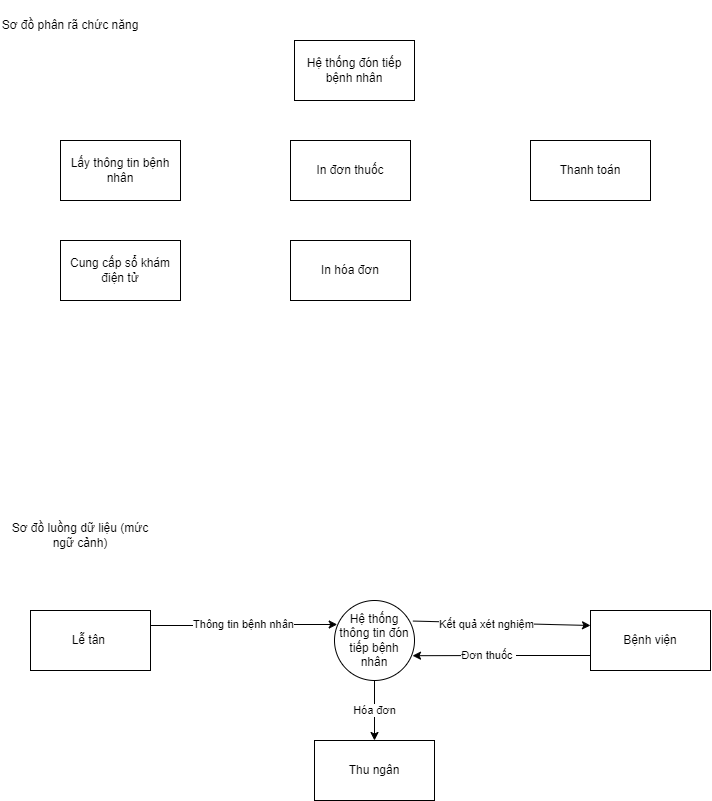 Sơ đồ phân rã chức năng
Hệ thống đón tiếp
bệnh nhân
Lấy thông tin bệnh
nhân
In đơn thuốc
Thanh toán
Cung cấp sổ khám
điện tử
In hóa đơn
Sơ đồ luồng dữ liệu (mức
ngữ cảnh)
Lễ tân
Thông tin bệnh nhân
Hệ thống
thông tin đón
tiếp bệnh
nhân
Kết quả xét nghiệm
Đơn thuốc
Bệnh viện
Hóa đơn
Thu ngân